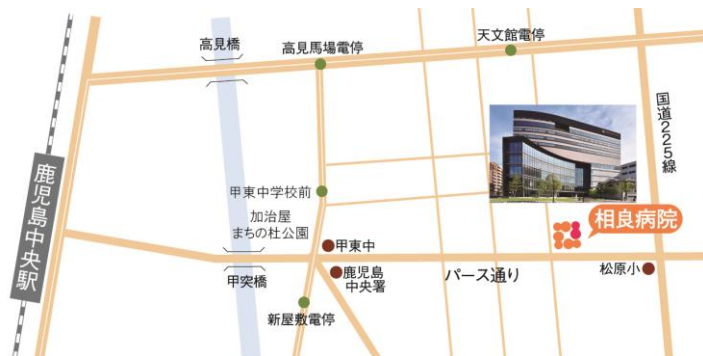 高見橋
高見馬場電停
天文館電停
国道225線
鹿児島中央駅
甲東中学校前
加治屋
まちの杜公園
相良病院
甲東中
甲突橋
鹿児島
中央署
パース通り
松原小
新屋敷電停